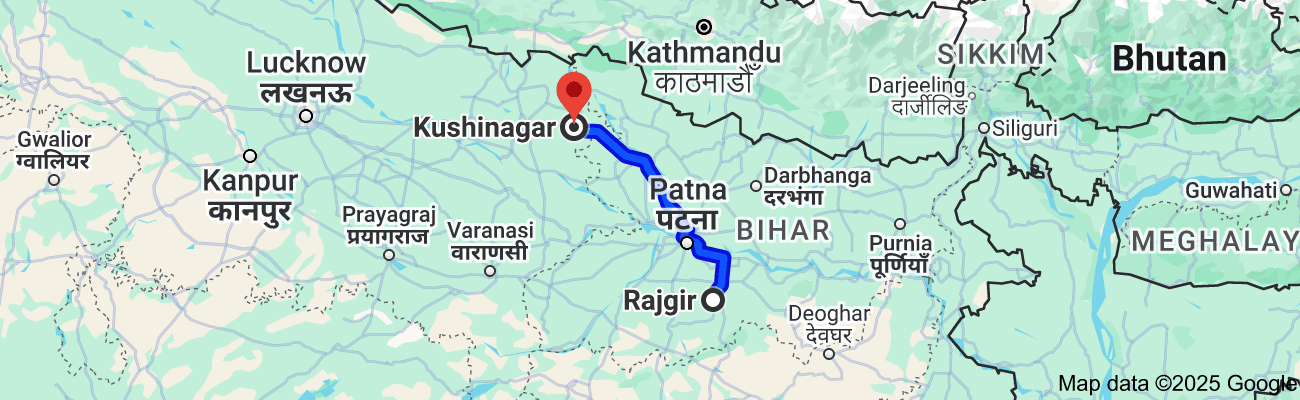 Lucknow
लखनऊ
Kathmandu
काठमाडौँ
SIKKIM
Bhutan
Darjeeling
दार्जीलिङ
Kushinagar
Siliguri
Gwalior
ग्वालियर
Kanpur
कानपुर
Patna
पटना
Darbhanga
दरभंगा
Guwahati
Prayagraj
प्रयागराज
Varanasi
वाराणसी
BIHAR
Purnia
पूर्णियाँ
MEGHALAY
Rajgir
Deoghar
देवघर
Map data ©2025 Google